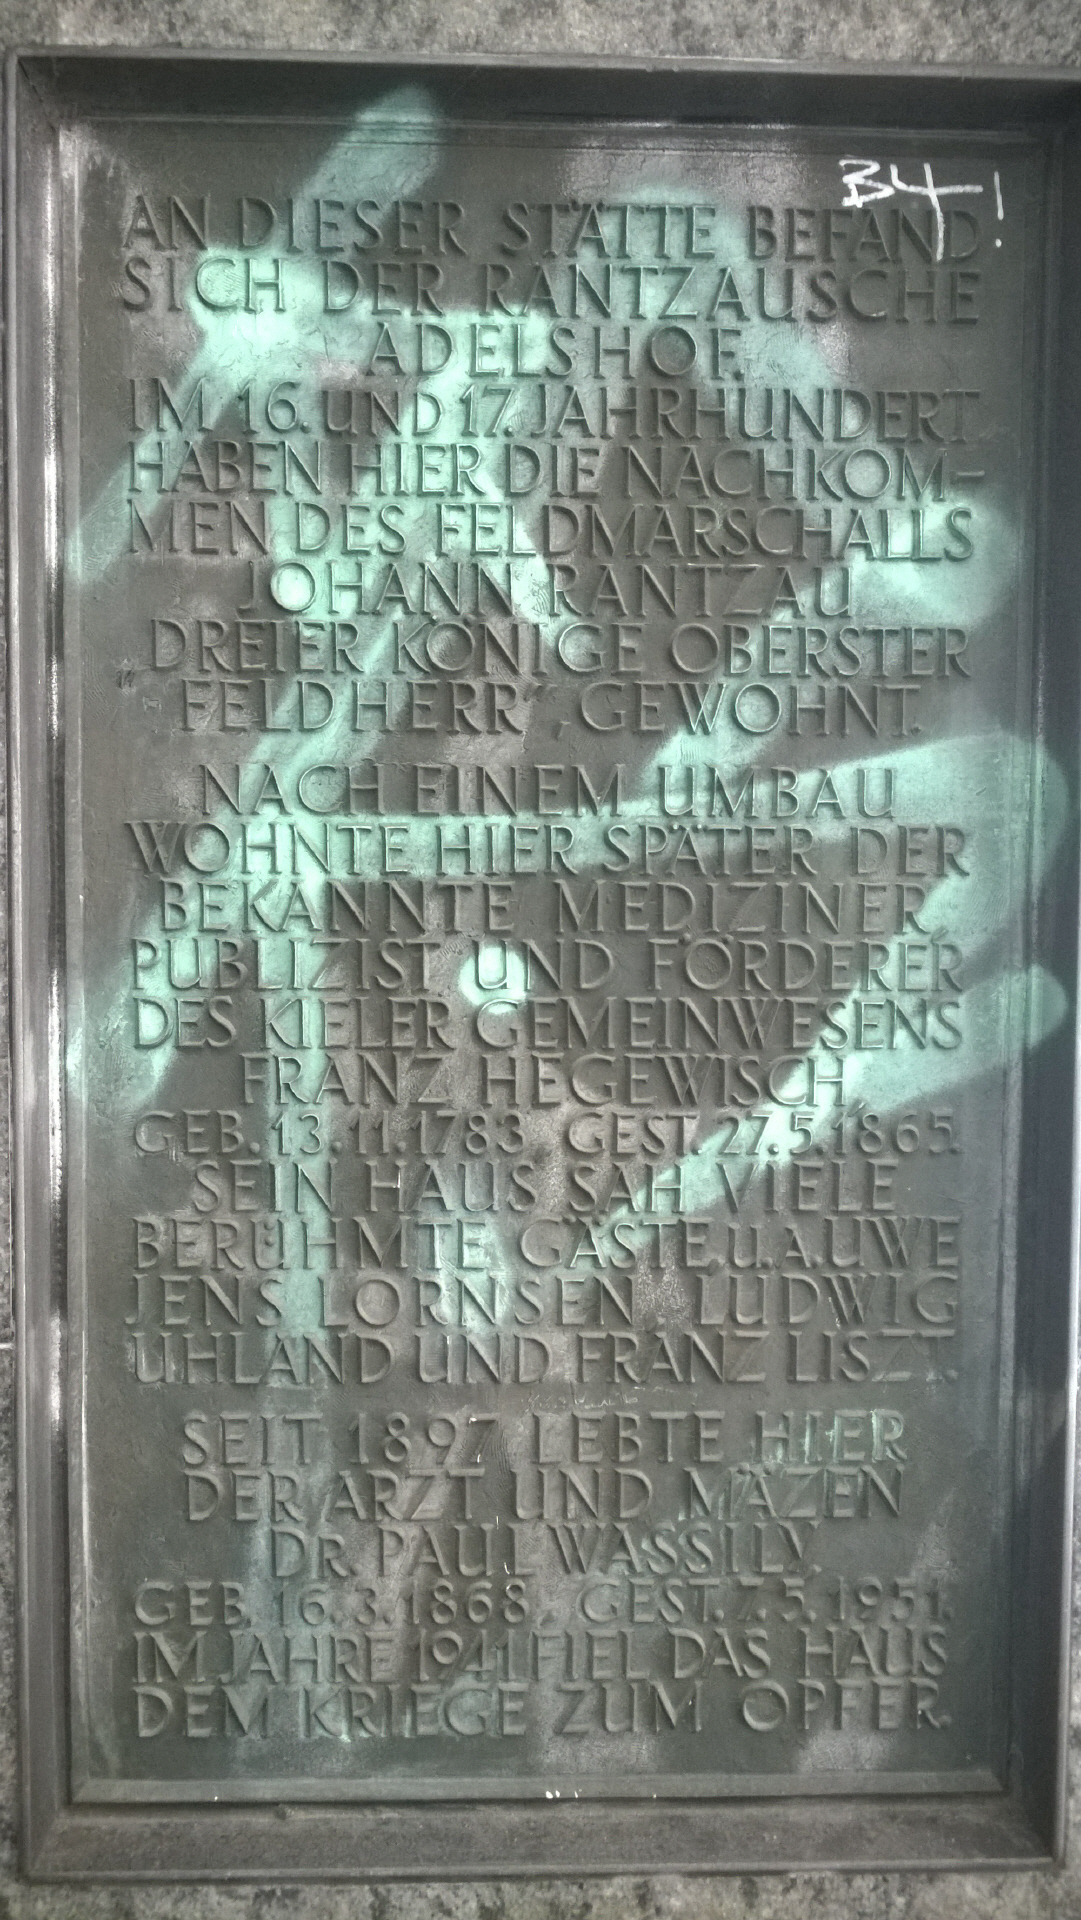 B4!
AN DIESER STÄTTE BEFAND
SICH DER RANTZAUSCHE
ADELSHOF.
IM 16. UND 17. JAHRHUNDERT
HABEN HIER DIE NACHKOM-
MEN DES FELDMARSCHALLS
JOHANN RANTZAU
„DREIER KÖNIGE OBERSTER
FELDHERR“, GEWOHNT.
NACH EINEM UMBAU
WOHNTE HIER SPÄTER DER
BEKANNTE MEDIZINER,
PUBLIZIST UND FÖRDERER
DES KIELER GEMEINWESENS
FRANZ HEGEWISCH,
GEB. 13.11.1783, GEST. 27.5.1865.
SEIN HAUS SAH VIELE
BERÜHMTE GÄSTE.U.A.UWE
JENS LORNSEN, LUDWIG
UHLAND UND FRANZ LISZT.
SEIT 1897 LEBTE HIER
DER ARZT UND MÄZEN
DR. PAUL WASSILY.
GEB. 16.3.1868, GEST. 7.5.1951.
IM JAHRE 1941 FIEL DAS HAUS
DEM KRIEGE ZUM OPFER.